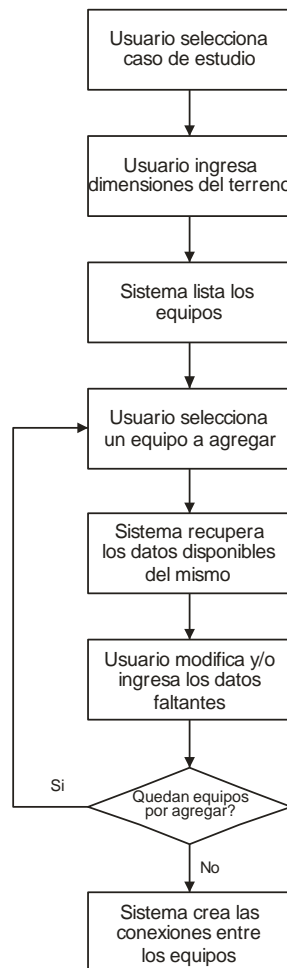 Usuario selecciona
caso de estudio
Usuario ingresa
dimensiones del terreno
Sistema lista los
equipos
Usuario selecciona
un equipo a agregar
Sistema recupera
los datos disponibles
del mismo
Usuario modifica y/o
ingresa los datos
faltantes
Si
Quedan equipos
por agregar?
No
Sistema crea las
conexiones entre
los equipos